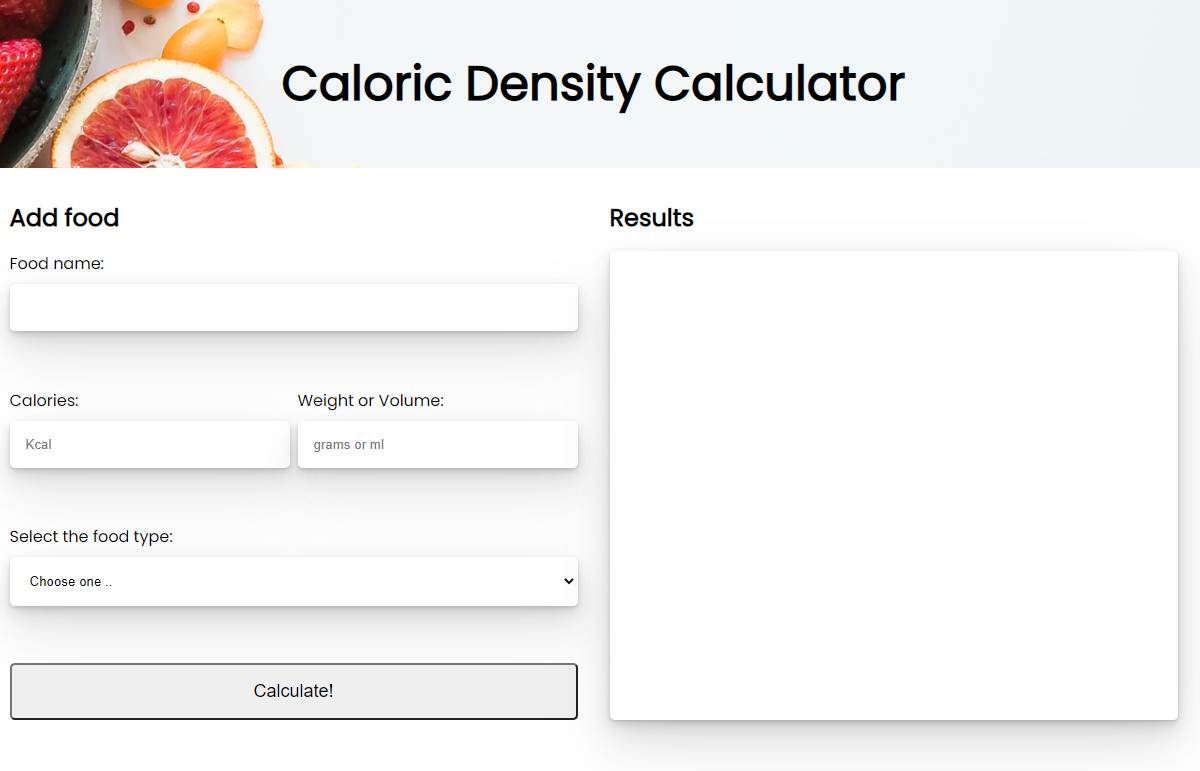 Caloric Density Calculator
Add food
Food name:
Calories:
Weight or Volume:
Kcal
grams or ml
Select the food type:
Choose one ..
Calculate!
Results